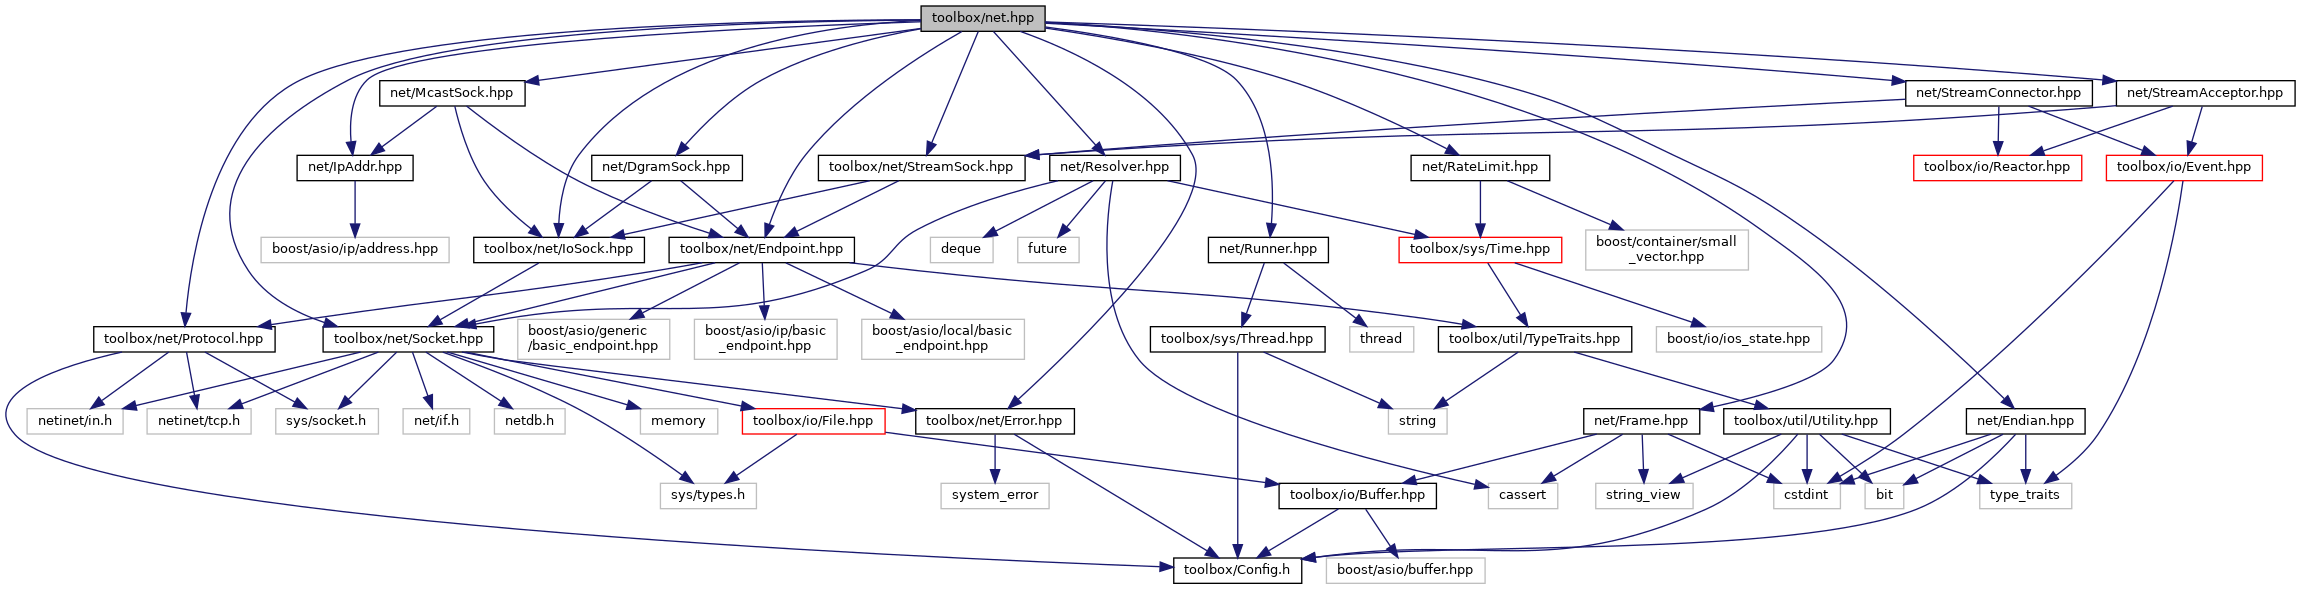 toolbox/net.hpp
net/McastSock.hpp
net/StreamConnector.hpp
net/StreamAcceptor.hpp
net/IpAddr.hpp
net/DgramSock.hpp
toolbox/net/StreamSock.hpp
net/Resolver.hpp
net/RateLimit.hpp
toolbox/io/Reactor.hpp
toolbox/io/Event.hpp
boost/asio/ip/address.hpp
toolbox/net/IoSock.hpp
toolbox/net/Endpoint.hpp
deque
future
net/Runner.hpp
toolbox/sys/Time.hpp
boost/container/small
_vector.hpp
toolbox/net/Protocol.hpp
toolbox/net/Socket.hpp
boost/asio/generic
/basic_endpoint.hpp
boost/asio/ip/basic
_endpoint.hpp
boost/asio/local/basic
_endpoint.hpp
toolbox/sys/Thread.hpp
thread
toolbox/util/TypeTraits.hpp
boost/io/ios_state.hpp
netinet/in.h
netinet/tcp.h
sys/socket.h
net/if.h
netdb.h
memory
toolbox/io/File.hpp
toolbox/net/Error.hpp
string
net/Frame.hpp
toolbox/util/Utility.hpp
net/Endian.hpp
sys/types.h
system_error
toolbox/io/Buffer.hpp
cassert
string_view
cstdint
bit
type_traits
toolbox/Config.h
boost/asio/buffer.hpp